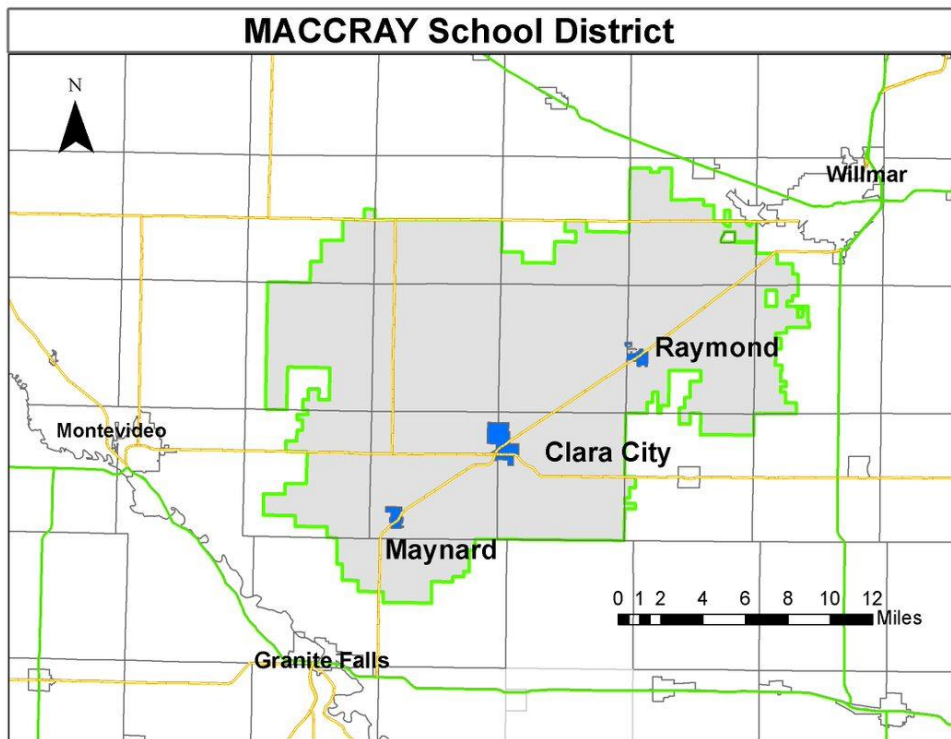 MACCRAY School District
N
Willmar
Raymond
Montevideo
Clara City
Maynard
0 1 2 4 6 8 10 12
Miles
Granite Falls